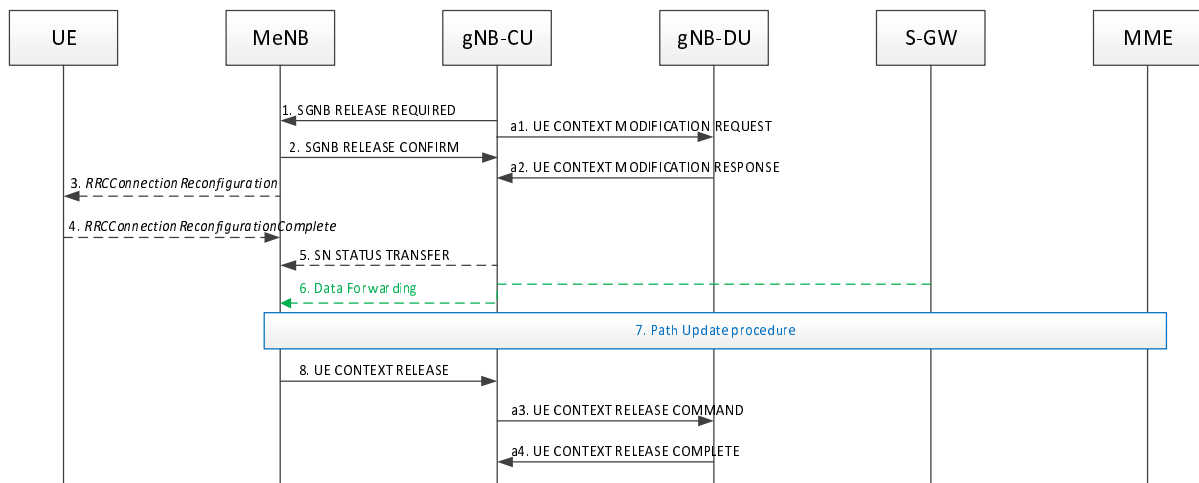 UE
MeNB
gNB-CU
gNB-DU
S-GW
MME
1. SGNB RELEASE REQUIRED
a1. UE CONTEXT MODIFICATION REQUEST
2. SGNB RELEASE CONFIRM
a2. UE CONTEXT MODIFICATION RESPONSE
3. RRCConnectionReconfiguration
4. RRCConnectionReconfigurationComplete
5. SN STATUS TRANSFER
6. Data Forwarding
7. Path Update procedure
8. UE CONTEXT RELEASE
a3. UE CONTEXT RELEASE COMMAND
a4. UE CONTEXT RELEASE COMPLETE